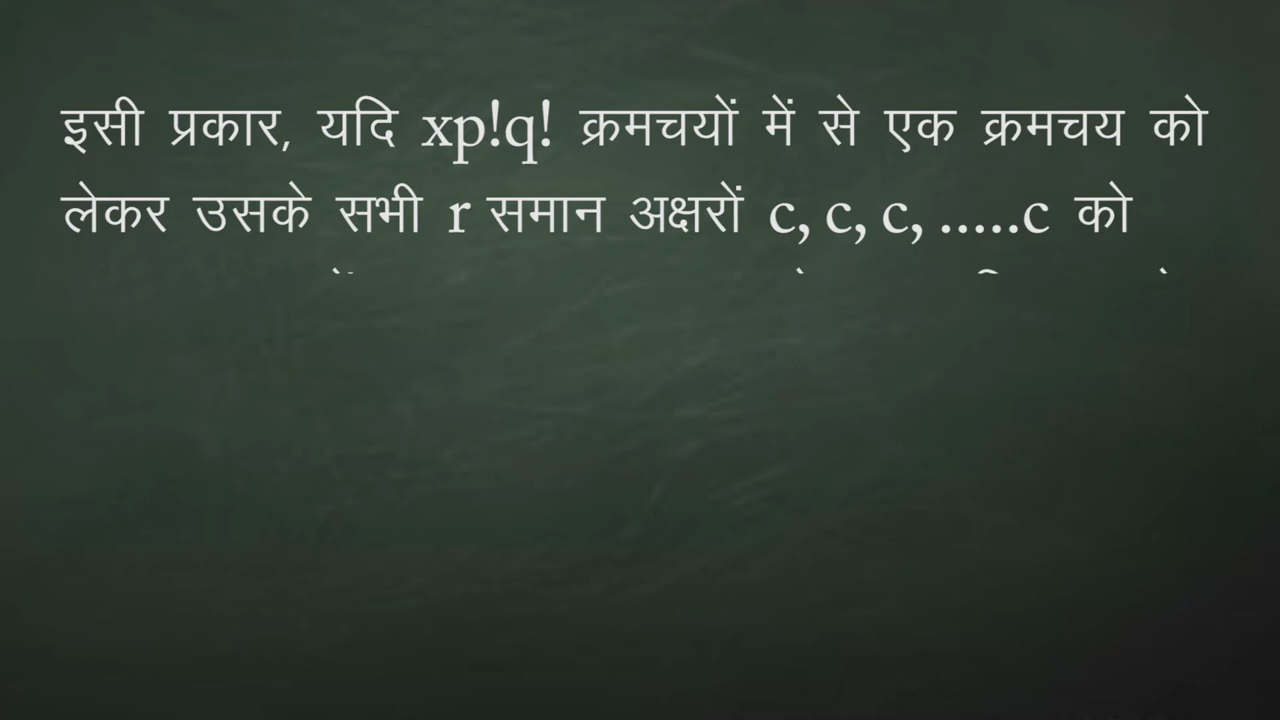 इसी प्रकार, यदि xp!q! क्रमचयों में से एक क्रमचय को
लेकर उसके सभी r समान अक्षरों c, c, c, .....c को